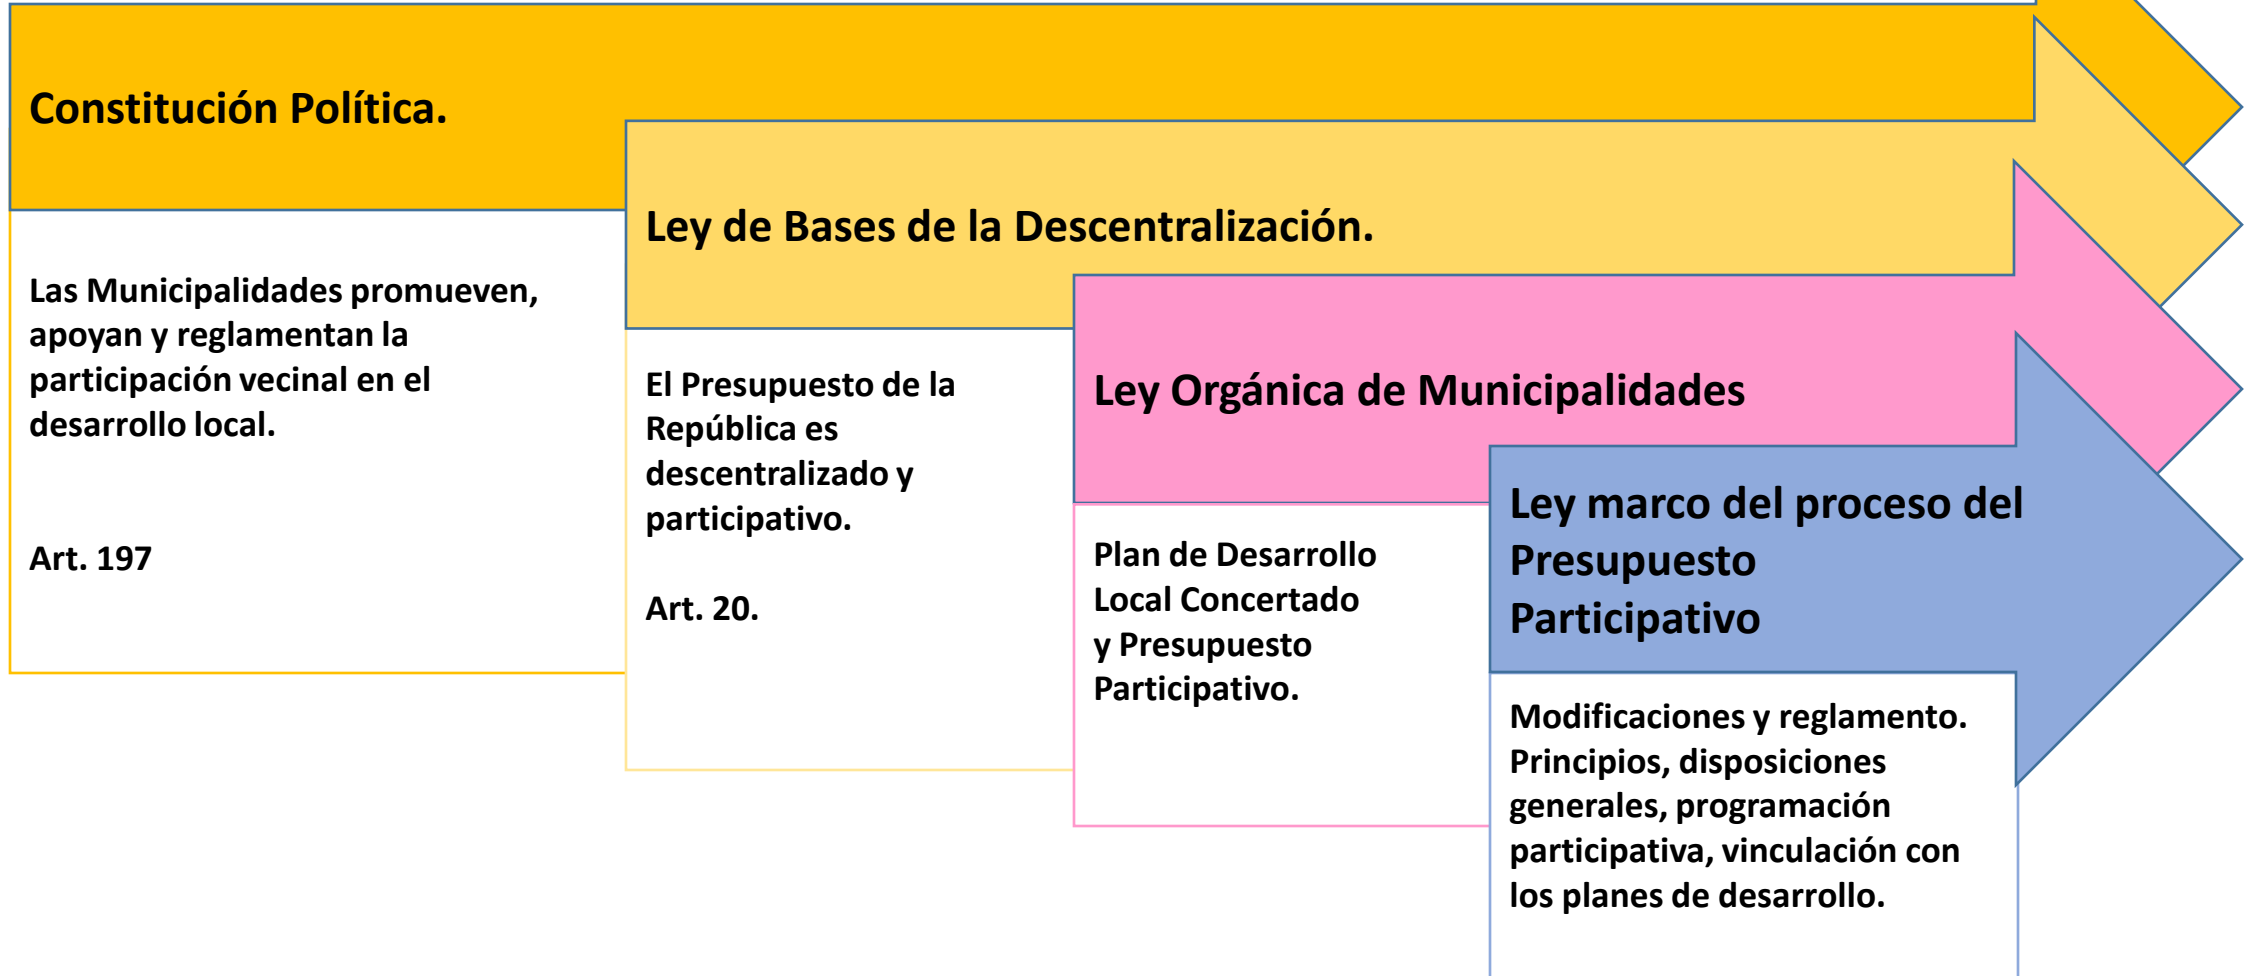 Constitución Política.
Las Municipalidades promueven,
apoyan y reglamentan la
participación vecinal en el
desarrollo local.
Art. 197
Ley de Bases de la Descentralización.
El Presupuesto de la
República es
descentralizado y
participativo.
Art. 20.
Ley Orgánica de Municipalidades
Plan de Desarrollo
Local Concertado
y Presupuesto
Participativo.
Ley marco del proceso del
Presupuesto
Participativo
Modificaciones y reglamento.
Principios, disposiciones
generales, programación
participativa, vinculación con
los planes de desarrollo.